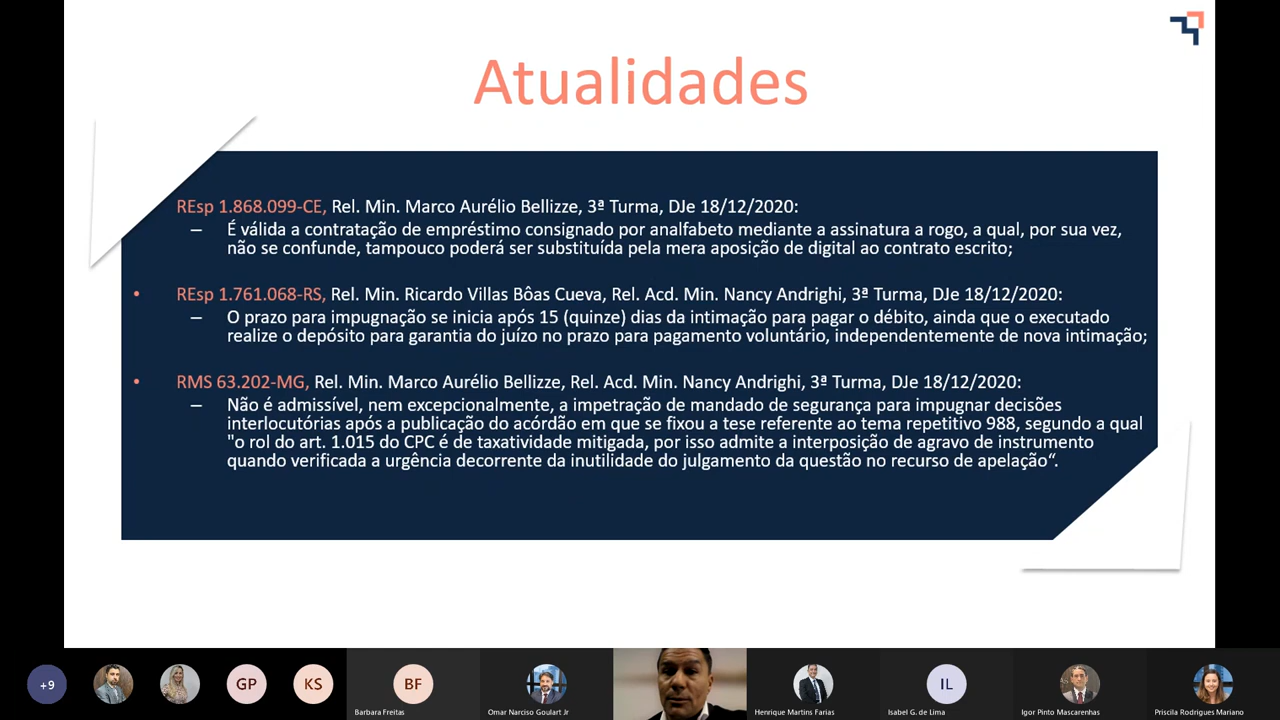 Atualidades
REsp 1.868.099-CE, Rel. Min. Marco Aurélio Bellizze, 3ª Turma, DJe 18/12/2020:
– É válida a contratação de empréstimo consignado por analfabeto mediante a assinatura a rogo, a qual, por sua vez,
não se confunde, tampouco poderá ser substituída pela mera aposição de digital ao contrato escrito;
• REsp 1.761.068-RS, Rel. Min. Ricardo Villas Bôas Cueva, Rel. Acd. Min. Nancy Andrighi, 3ª Turma, DJe 18/12/2020:
– O prazo para impugnação se inicia após 15 (quinze) dias da intimação para pagar o débito, ainda que o executado
realize o depósito para garantia do juízo no prazo para pagamento voluntário, independentemente de nova intimação;
• RMS 63.202-MG, Rel. Min. Marco Aurélio Bellizze, Rel. Acd. Min. Nancy Andrighi, 3ª Turma, DJe 18/12/2020:
– Não é admissível, nem excepcionalmente, a impetração de mandado de segurança para impugnar decisões
interlocutórias após a publicação do acórdão em que se fixou a tese referente ao tema repetitivo 988, segundo a qual
"o rol do art. 1.015 do CPC é de taxatividade mitigada, por isso admite a interposição de agravo de instrumento
quando verificada a urgência decorrente da inutilidade do julgamento da questão no recurso de apelação“.
+9
GP
KS
BF
IL
Barbara Freitas
Omar Narciso Goulart Jr
Henrique Martins Farias
Isabel G. de Lima
Igor Pinto Mascarenhas
Priscila Rodrigues Mariano